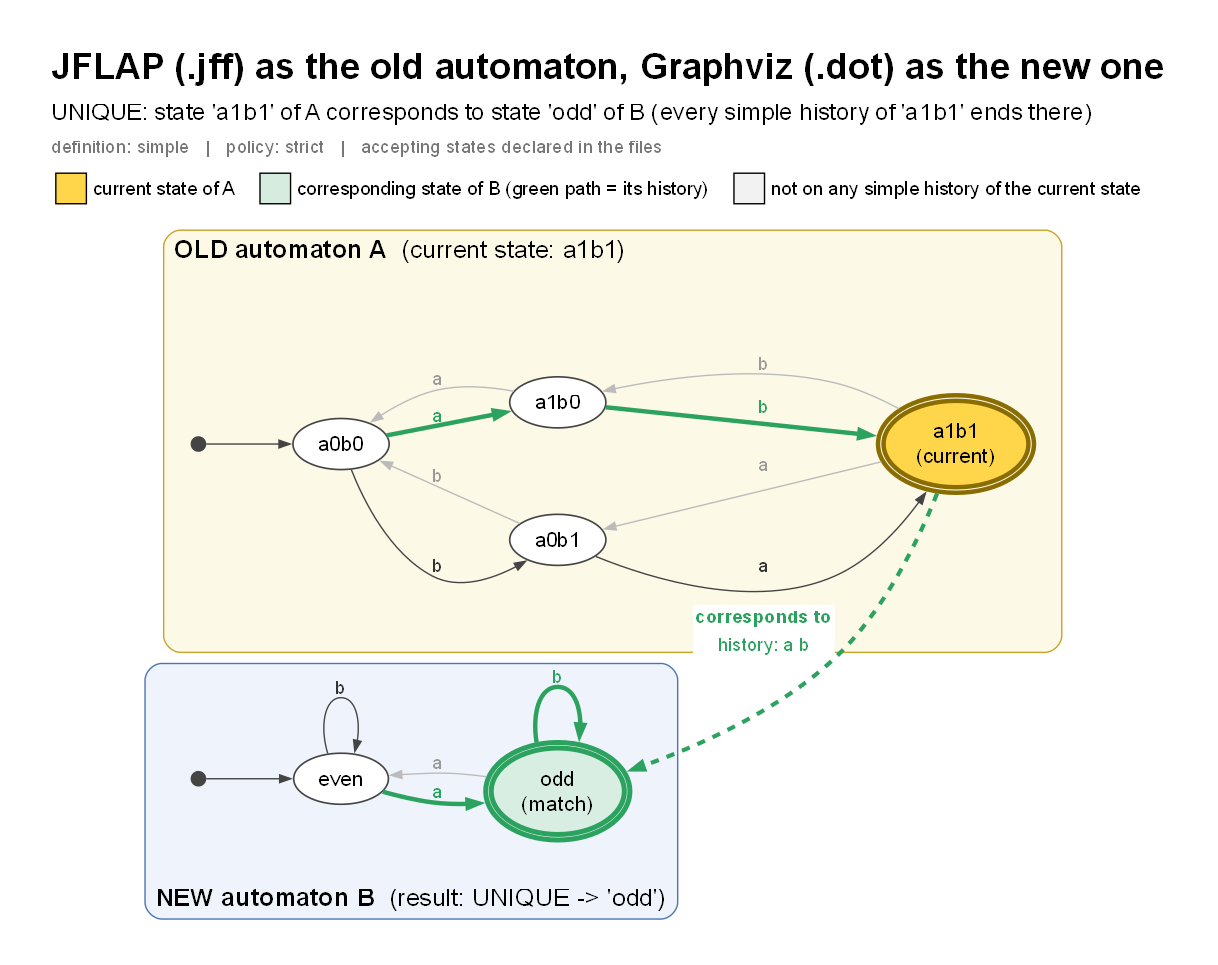 JFLAP (.jff) as the old automaton, Graphviz (.dot) as the new one
UNIQUE: state 'a1b1' of A corresponds to state 'odd' of B (every simple history of 'a1b1' ends there)
definition: simple | policy: strict | accepting states declared in the files
current state of A
corresponding state of B (green path = its history)
not on any simple history of the current state
OLD automaton A (current state: a1b1)
a
a
a1b0
b
b
a0b0
a1b1
(current)
b
a
a0b1
b
a
corresponds to
history: a b
b
b
even
a
a
odd
(match)
NEW automaton B (result: UNIQUE -> 'odd')